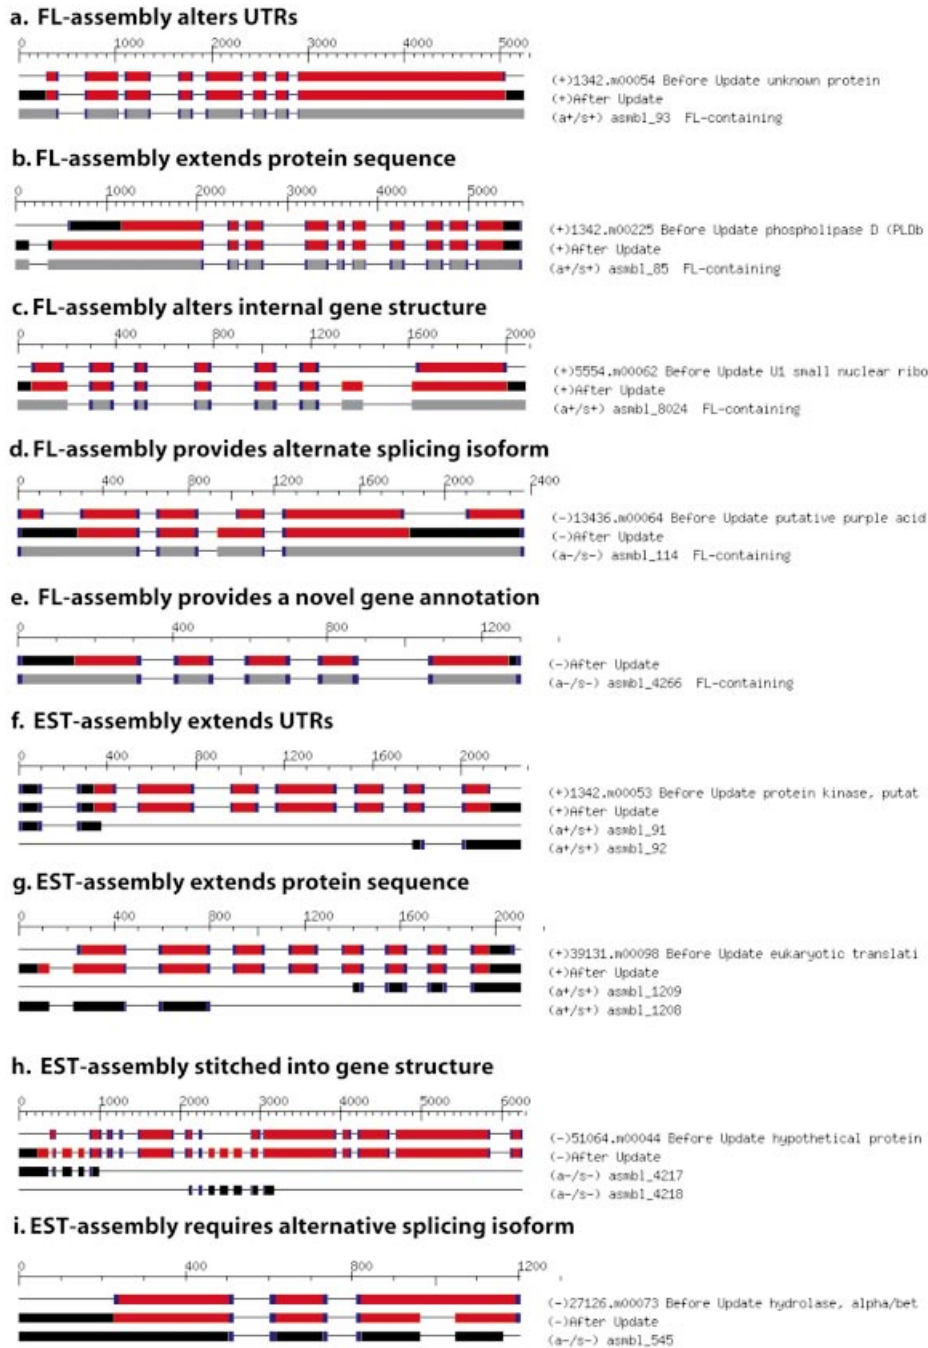 a. FL-assembly alters UTRs
0 1000 2000 3000 4000 5000
(+)1342.m00054 Before Update unknown protein
(+)After Update
(a+/s+) asmbl_93 FL-containing
b. FL-assembly extends protein sequence
0 1000 2000 3000 4000 5000
(+)1342.m00225 Before Update phospholipase D (PLDb
(+)After Update
(a+/s+) asmbl_85 FL-containing
c. FL-assembly alters internal gene structure
0 400 800 1200 1600 2000
(+)5554.m00062 Before Update U1 small nuclear ribo
(+)After Update
(a+/s+) asmbl_8024 FL-containing
d. FL-assembly provides alternate splicing isoform
0 400 800 1200 1600 2000 2400
(-)13436.m00064 Before Update putative purple acid
(-)After Update
(a-/s-) asmbl_114 FL-containing
e. FL-assembly provides a novel gene annotation
0 400 800 1200
(-)After Update
(a-/s-) asmbl_4266 FL-containing
f. EST-assembly extends UTRs
0 400 800 1200 1600 2000
(+)1342.m00053 Before Update protein kinase, putat
(+)After Update
(a+/s+) asmbl_91
(a+/s+) asmbl_92
g. EST-assembly extends protein sequence
0 400 800 1200 1600 2000
(+)39131.m00098 Before Update eukaryotic translati
(+)After Update
(a+/s+) asmbl_1209
(a+/s+) asmbl_1208
h. EST-assembly stitched into gene structure
0 1000 2000 3000 4000 5000 6000
(-)51064.m00044 Before Update hypothetical protein
(-)After Update
(a-/s-) asmbl_4217
(a-/s-) asmbl_4218
i. EST-assembly requires alternative splicing isoform
0 400 800 1200
(-)27126.m00073 Before Update hydrolase, alpha/bet
(-)After Update
(a-/s-) asmbl_545